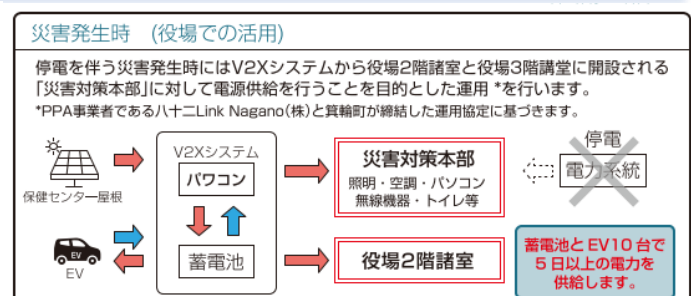 災害発生時　(役場での活用)
停電を伴う災害発生時にはV2Xシステムから役場2階諸室と役場3階講堂に開設される
「災害対策本部」に対して電源供給を行うことを目的とした運用 *を行います。
*PPA事業者である八十二Link Nagano(株)と箕輪町が締結した運用協定に基づきます。
保健センター屋根
EV
EV
V2Xシステム
パワコン
蓄電池
災害対策本部
照明・空調・パソコン
無線機器・トイレ等
役場2階諸室
停電
電力系統
蓄電池とEV10台で
5日以上の電力を
供給します。